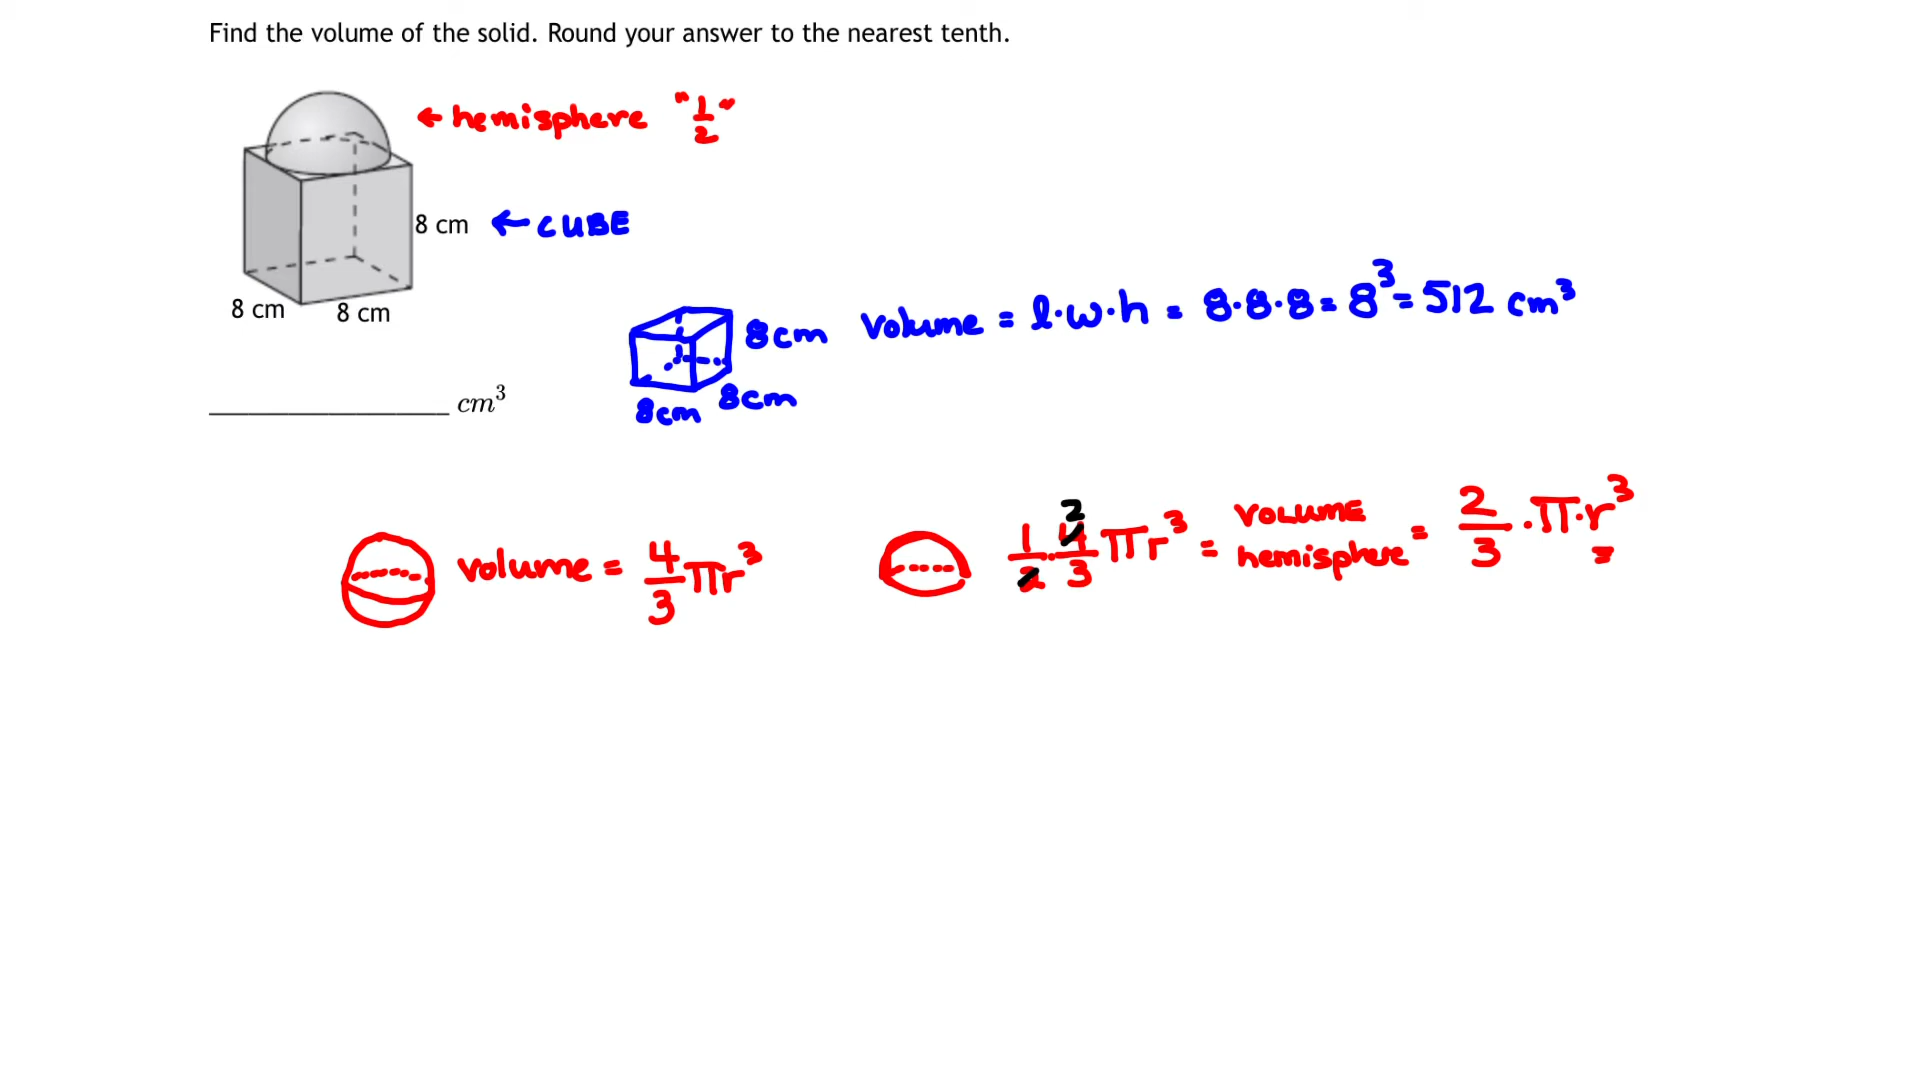 Find the volume of the solid. Round your answer to the nearest tenth.
← hemisphere "1/2"
8 cm ← CUBE
8 cm 8 cm
8cm volume = l·w·h = 8·8·8 = 8³ = 512 cm³
8cm 8cm
________________ cm³
volume = 4/3 πr³
1/2 · 4/3 πr³ = VOLUME hemisphere = 2/3 · π · r³
2